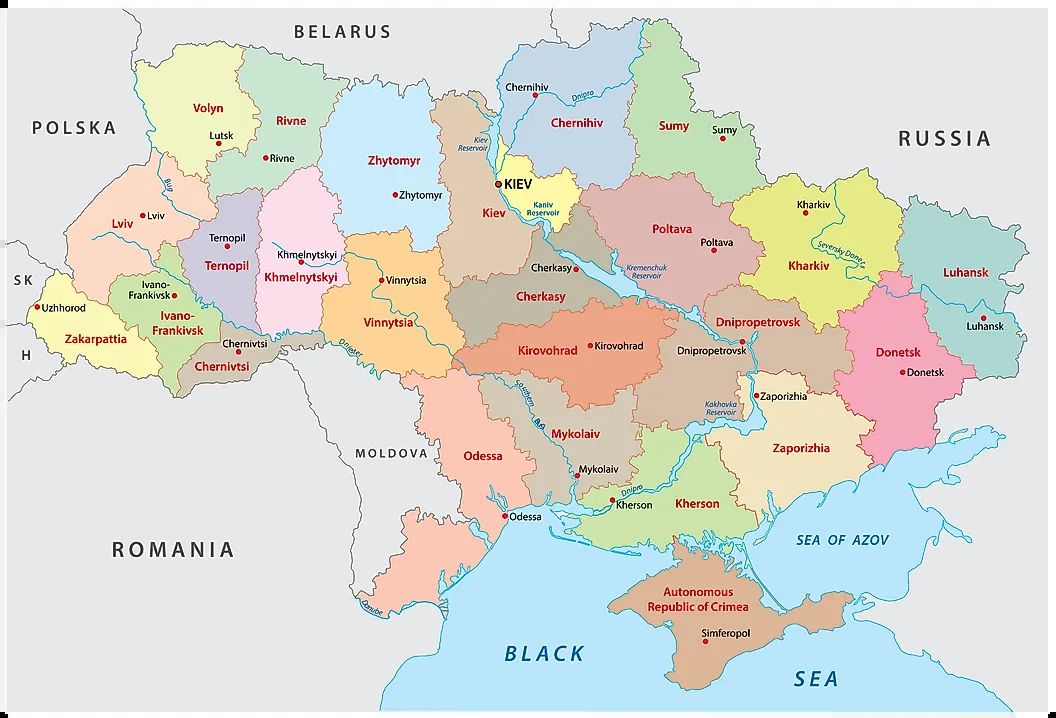 BELARUS
POLSKA
RUSSIA
SK
H
MOLDOVA
ROMANIA
BLACK
SEA
SEA OF AZOV
Volyn
Lutsk
Rivne
Rivne
Zhytomyr
Zhytomyr
Kiev
Reservoir
KIEV
Kiev
Kaniv
Reservoir
Chernihiv
Dnipro
Chernihiv
Sumy
Sumy
Bug
Lviv
Lviv
Ternopil
Ternopil
Khmelnytskyi
Khmelnytskyi
Vinnytsia
Vinnytsia
Cherkasy
Cherkasy
Kremenchuk
Reservoir
Poltava
Poltava
Kharkiv
Kharkiv
Seversky Donets
Luhansk
Luhansk
Uzhhorod
Zakarpattia
Ivano-
Frankivsk
Ivano-
Frankivsk
Chernivtsi
Chernivtsi
Dniester
Kirovohrad
Kirovohrad
Dnipropetrovsk
Dnipropetrovsk
Donetsk
Donetsk
Zaporizhia
Zaporizhia
Kakhovka
Reservoir
Southern Bug
Mykolaiv
Mykolaiv
Odessa
Odessa
Kherson
Dnipro
Kherson
Danube
Autonomous
Republic of Crimea
Simferopol